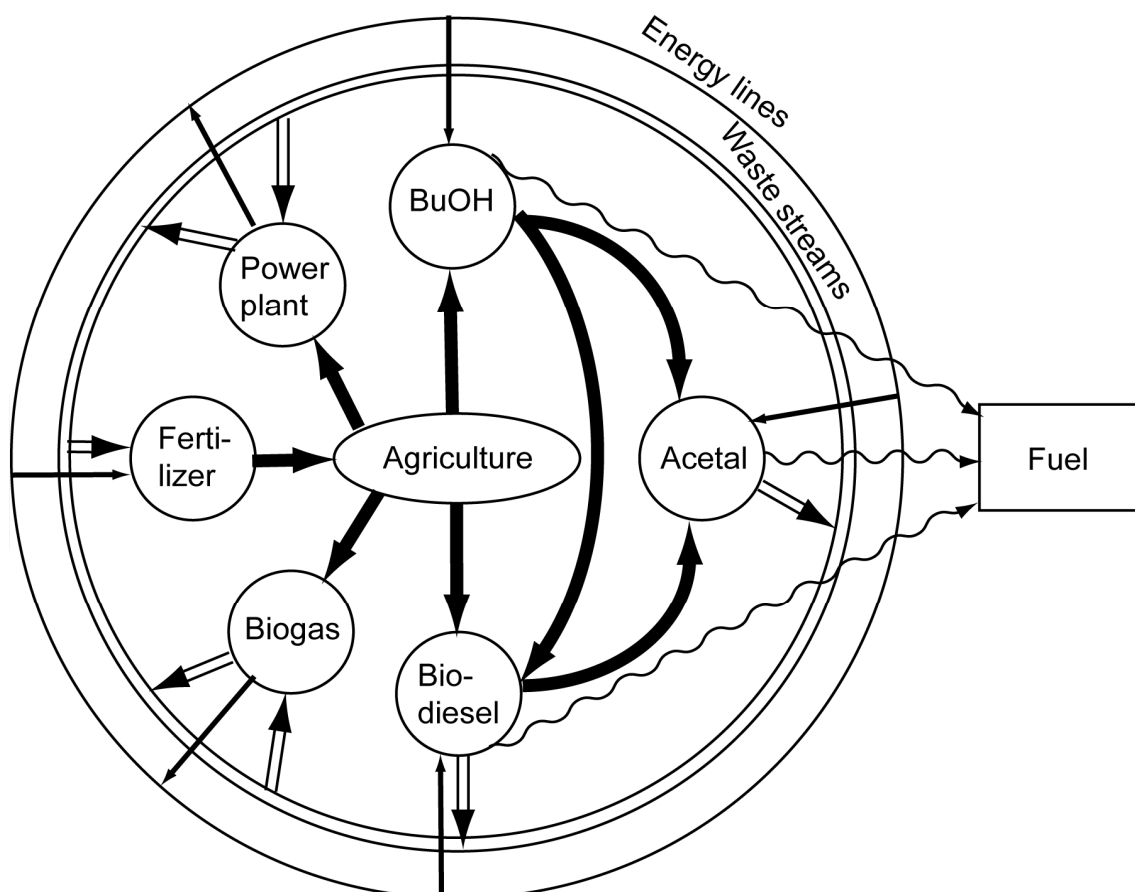 Energy lines
Waste streams
BuOH
Power
plant
Ferti-
lizer
Agriculture
Acetal
Fuel
Biogas
Bio-
diesel